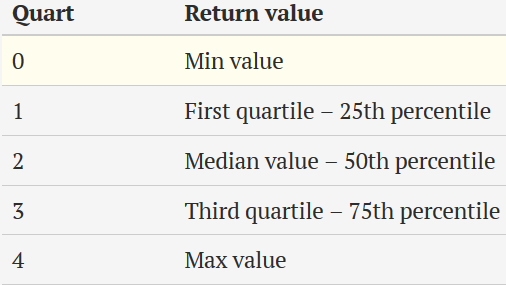 Quart Return value
0 Min value
1 First quartile – 25th percentile
2 Median value – 50th percentile
3 Third quartile – 75th percentile
4 Max value